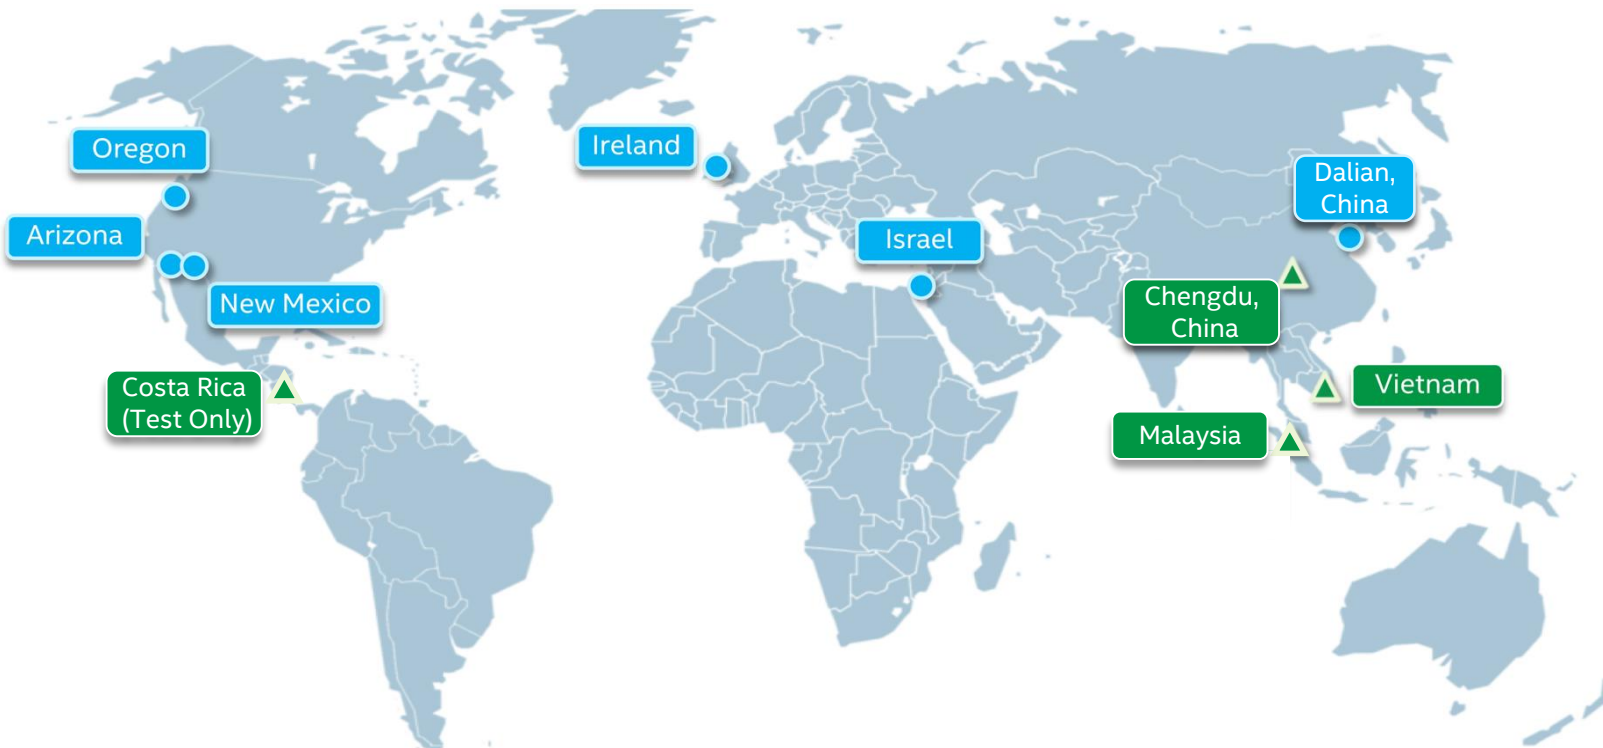 Oregon
Ireland
Dalian,
China
Arizona
Israel
New Mexico
Chengdu,
China
Costa Rica
(Test Only)
Vietnam
Malaysia